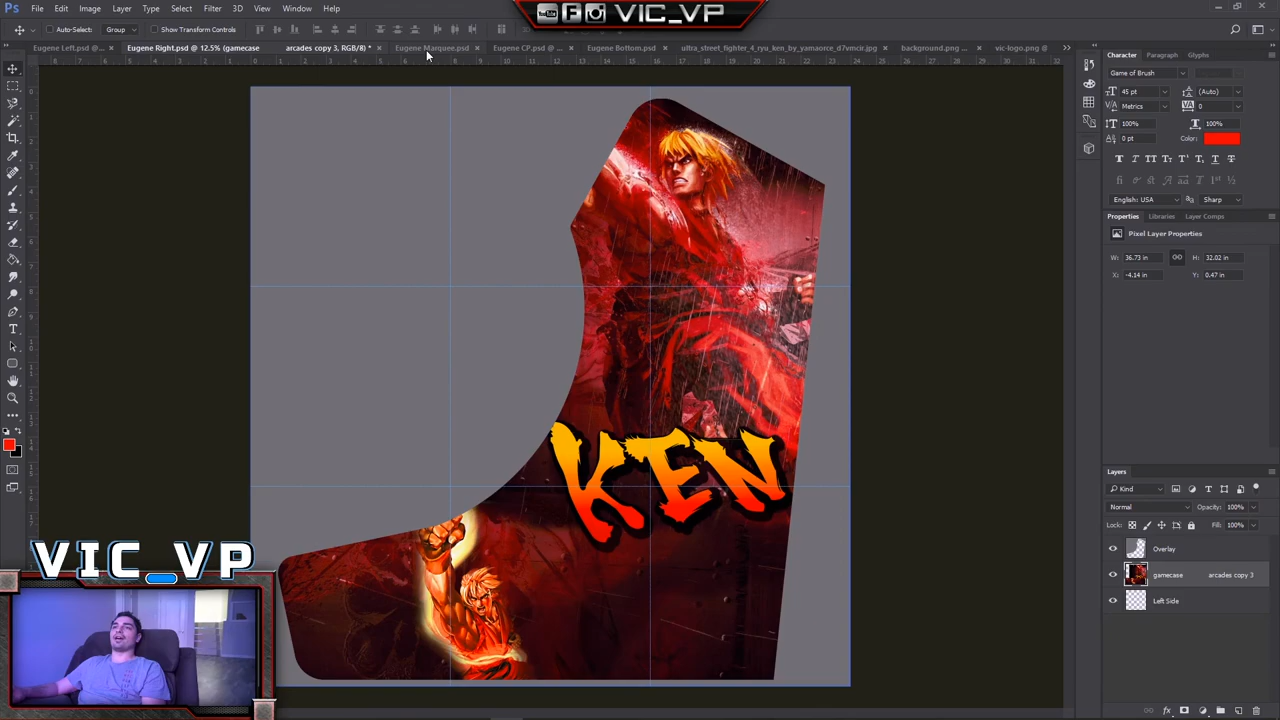 VIC_VP
Ps File Edit Image Layer Type Select Filter 3D View Window Help
Auto-Select: Group Show Transform Controls
Eugene Left.psd @... × Eugene Right.psd @ 12.5% (gamecase arcades copy 3, RGB/8) * × Eugene Marquee.psd × Eugene CP.psd @ ... × Eugene Bottom.psd × ultra_street_fighter_4_ryu_ken_by_yamaorce_d7vmcir.jpg × background.png ... × vic-logo.png @
Character Paragraph Glyphs
Game of Brush
45 pt (Auto)
Metrics 0
100% 100%
0 pt Color:
English: USA Sharp
Properties Libraries Layer Comps
Pixel Layer Properties
W: 36.73 in H: 32.02 in
X: -4.14 in Y: 0.47 in
KEN
Layers
Kind
Normal Opacity: 100%
Lock: Fill: 100%
Overlay
gamecase arcades copy 3
Left Side
VIC_VP